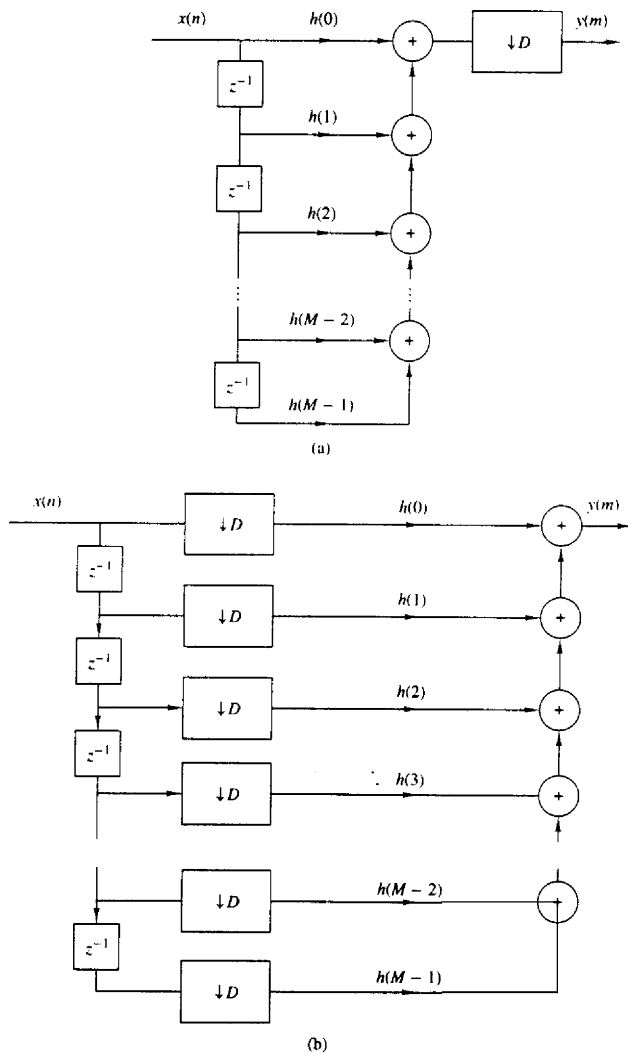 x(n) h(0) + ↓D y(m)
z⁻¹
h(1) +
z⁻¹
h(2) +
⋮ ⋮
h(M − 2) +
z⁻¹
h(M − 1)
(a)
x(n) ↓D h(0) + y(m)
z⁻¹
↓D h(1) +
z⁻¹
↓D h(2) +
z⁻¹
↓D h(3) +
↓D h(M − 2) +
z⁻¹
↓D h(M − 1)
(b)